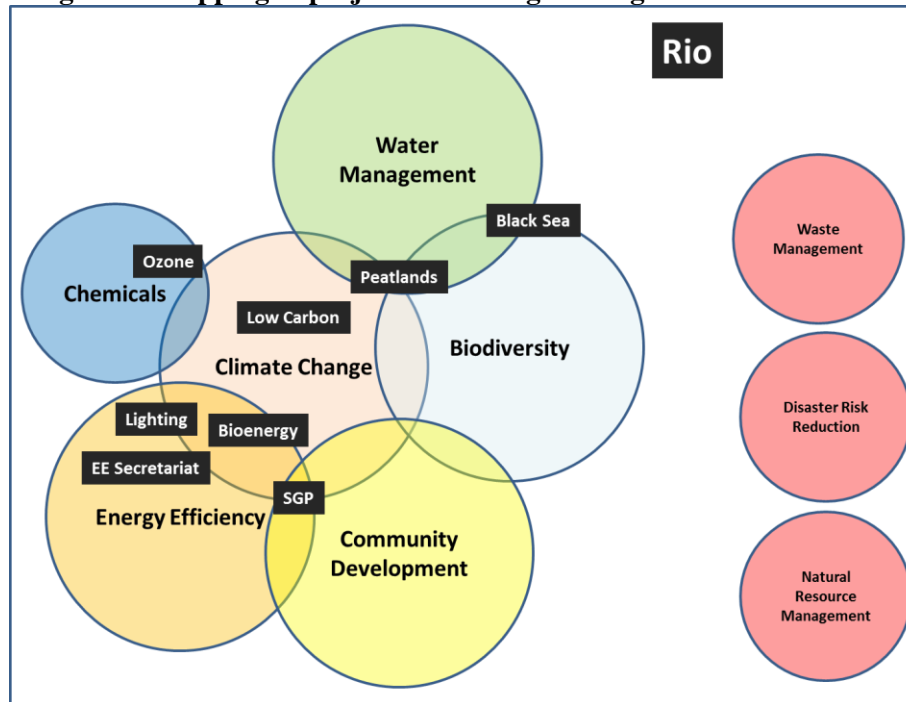 Rio
Water
Management
Black Sea
Waste
Management
Ozone
Peatlands
Chemicals
Low Carbon
Biodiversity
Climate Change
Disaster Risk
Reduction
Lighting
Bioenergy
EE Secretariat
SGP
Energy Efficiency
Community
Development
Natural
Resource
Management